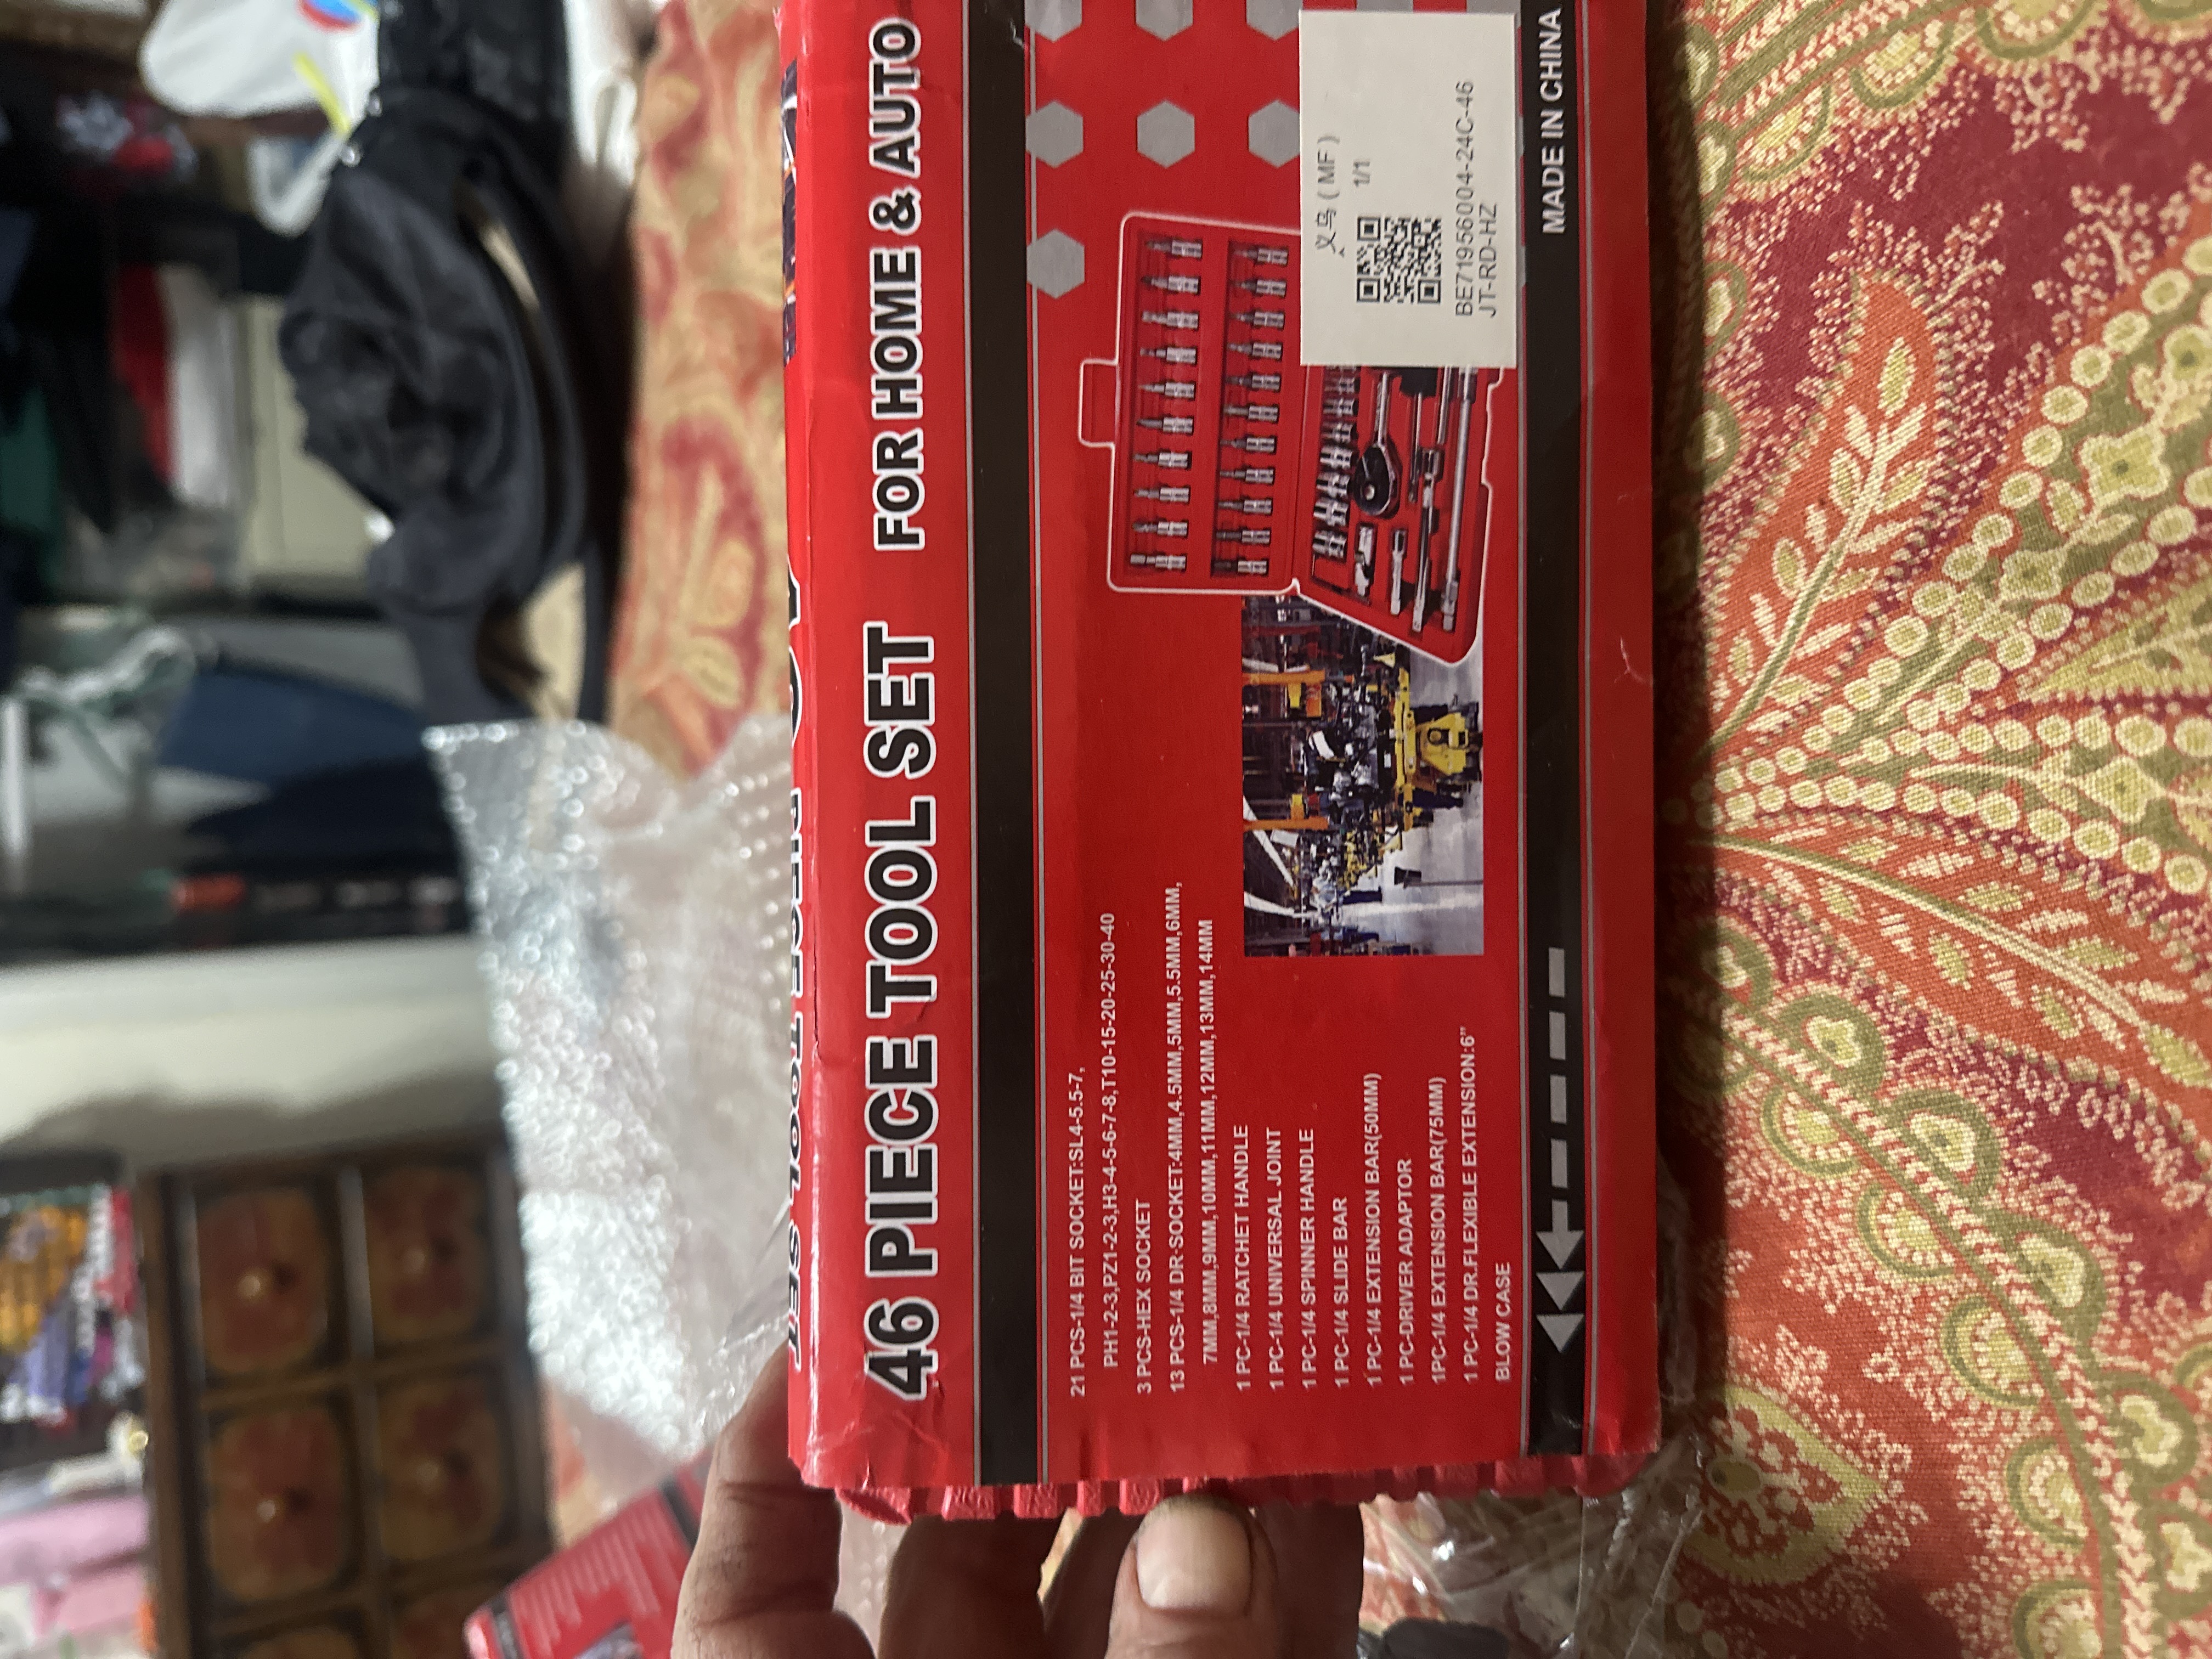 46 PIECE TOOL SET FOR HOME & AUTO
21 PCS-1/4 BIT SOCKET:SL4-5.5-7,
PH1-2-3,PZ1-2-3,H3-4-5-6-7-8,T10-15-20-25-30-40
3 PCS-HEX SOCKET
13 PCS-1/4 DR·SOCKET:4MM,4.5MM,5MM,5.5MM,6MM,
7MM,8MM,9MM,10MM,11MM,12MM,13MM,14MM
1 PC-1/4 RATCHET HANDLE
1 PC-1/4 UNIVERSAL JOINT
1 PC-1/4 SPINNER HANDLE
1 PC-1/4 SLIDE BAR
1 PC-1/4 EXTENSION BAR(50MM)
1 PC-DRIVER ADAPTOR
1PC-1/4 EXTENSION BAR(75MM)
1 PC-1/4 DR.FLEXIBLE EXTENSION:6”
BLOW CASE
义乌 ( MF )
1/1
BE71956004-24C-46
JT-RD-HZ
MADE IN CHINA